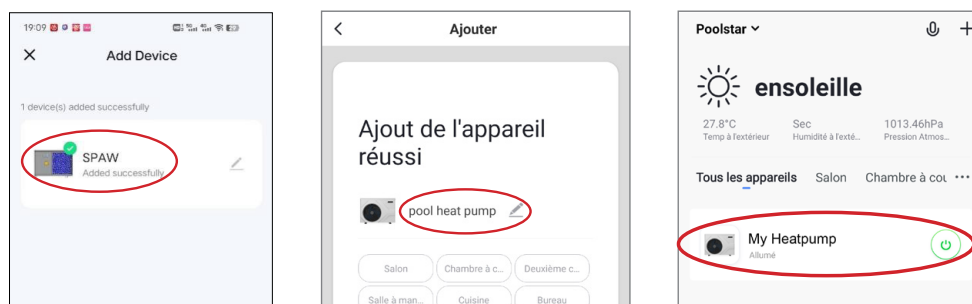 19:09
Add Device
1 device(s) added successfully
SPAW
Added successfully
Ajouter
Ajout de l'appareil
réussi
pool heat pump
Salon
Chambre à c...
Deuxième c...
Salle à man...
Cuisine
Bureau
Poolstar
ensoleille
27.8°C
Temp à l'extérieur
Sec
Humidité à l'exté...
1013.46hPa
Pression Atmos...
Tous les appareils Salon Chambre à cou
My Heatpump
Allumé